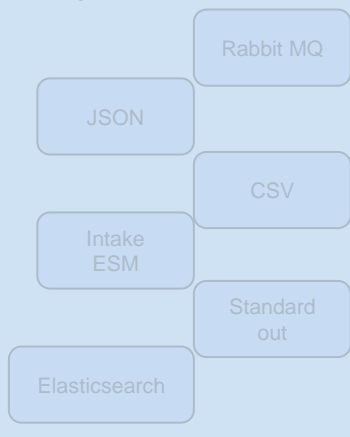 Rabbit MQ
JSON
CSV
Intake
ESM
Standard
out
Elasticsearch